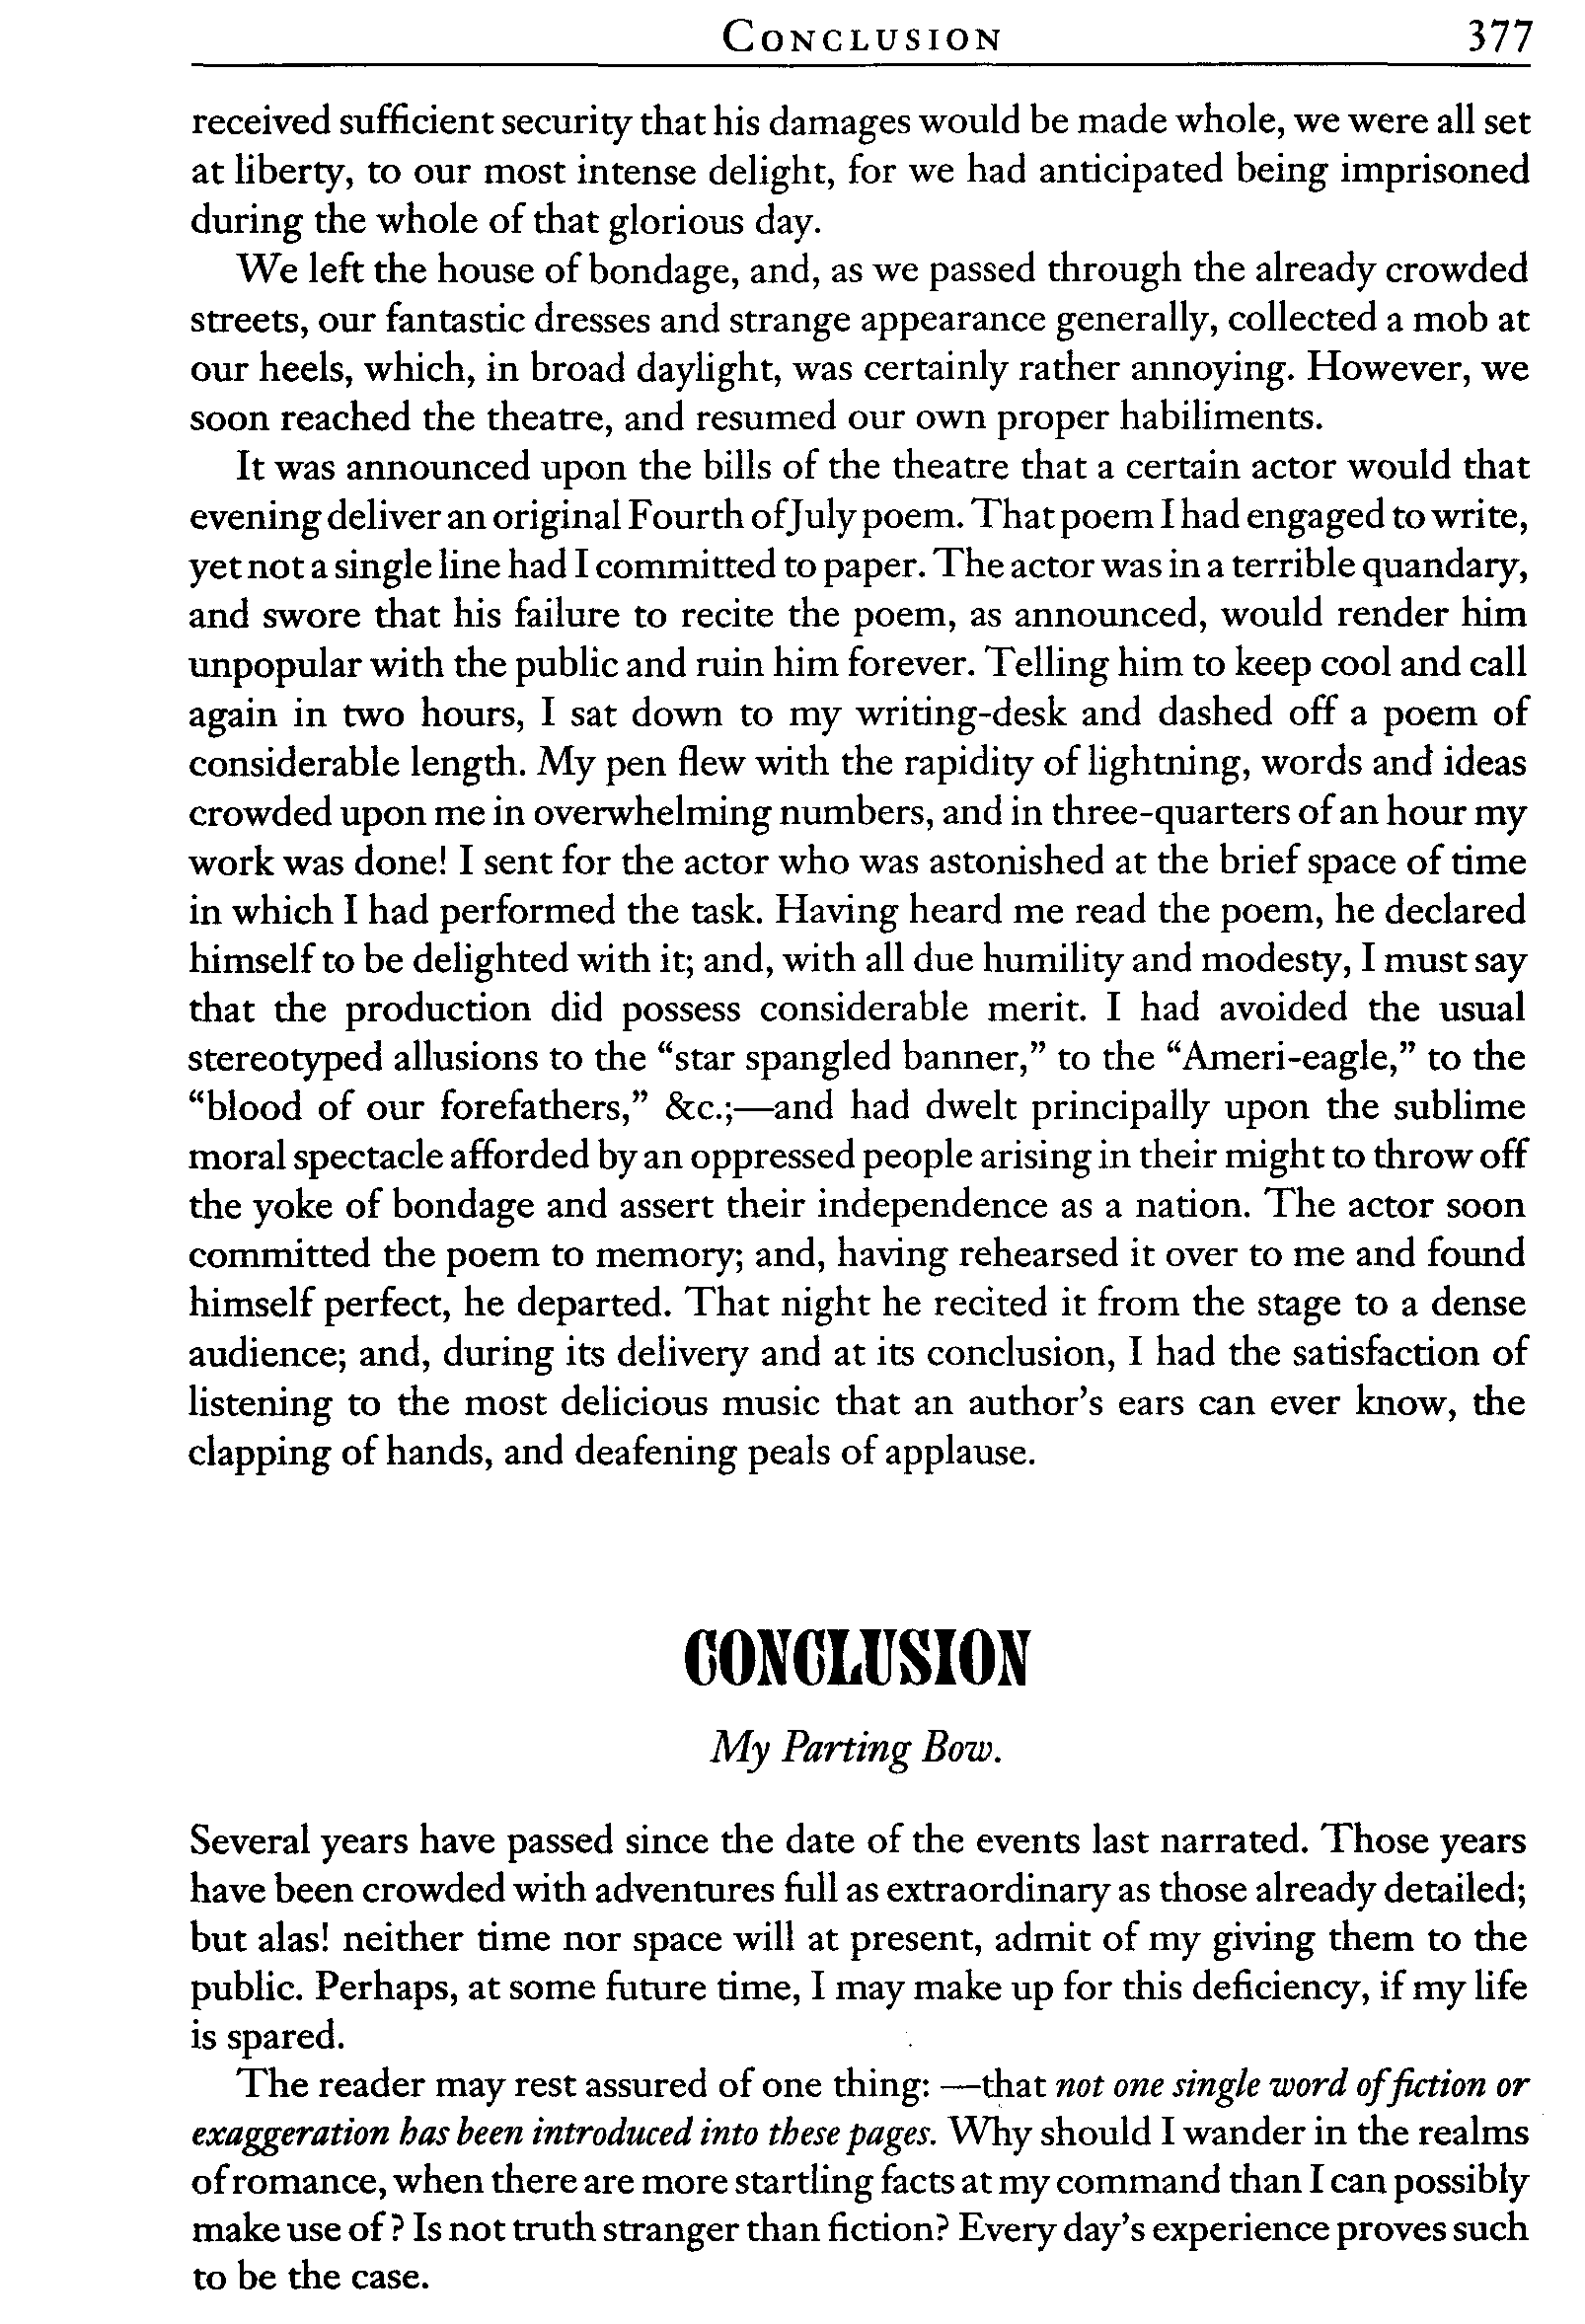 CONCLUSION 377
received sufficient security that his damages would be made whole, we were all set
at liberty, to our most intense delight, for we had anticipated being imprisoned
during the whole of that glorious day.
We left the house of bondage, and, as we passed through the already crowded
streets, our fantastic dresses and strange appearance generally, collected a mob at
our heels, which, in broad daylight, was certainly rather annoying. However, we
soon reached the theatre, and resumed our own proper habiliments.
It was announced upon the bills of the theatre that a certain actor would that
evening deliver an original Fourth of July poem. That poem I had engaged to write,
yet not a single line had I committed to paper. The actor was in a terrible quandary,
and swore that his failure to recite the poem, as announced, would render him
unpopular with the public and ruin him forever. Telling him to keep cool and call
again in two hours, I sat down to my writing-desk and dashed off a poem of
considerable length. My pen flew with the rapidity of lightning, words and ideas
crowded upon me in overwhelming numbers, and in three-quarters of an hour my
work was done! I sent for the actor who was astonished at the brief space of time
in which I had performed the task. Having heard me read the poem, he declared
himself to be delighted with it; and, with all due humility and modesty, I must say
that the production did possess considerable merit. I had avoided the usual
stereotyped allusions to the “star spangled banner,” to the “Ameri-eagle,” to the
“blood of our forefathers,” &c.;—and had dwelt principally upon the sublime
moral spectacle afforded by an oppressed people arising in their might to throw off
the yoke of bondage and assert their independence as a nation. The actor soon
committed the poem to memory; and, having rehearsed it over to me and found
himself perfect, he departed. That night he recited it from the stage to a dense
audience; and, during its delivery and at its conclusion, I had the satisfaction of
listening to the most delicious music that an author’s ears can ever know, the
clapping of hands, and deafening peals of applause.
CONCLUSION
My Parting Bow.
Several years have passed since the date of the events last narrated. Those years
have been crowded with adventures full as extraordinary as those already detailed;
but alas! neither time nor space will at present, admit of my giving them to the
public. Perhaps, at some future time, I may make up for this deficiency, if my life
is spared.
The reader may rest assured of one thing: —that not one single word of fiction or
exaggeration has been introduced into these pages. Why should I wander in the realms
of romance, when there are more startling facts at my command than I can possibly
make use of? Is not truth stranger than fiction? Every day’s experience proves such
to be the case.